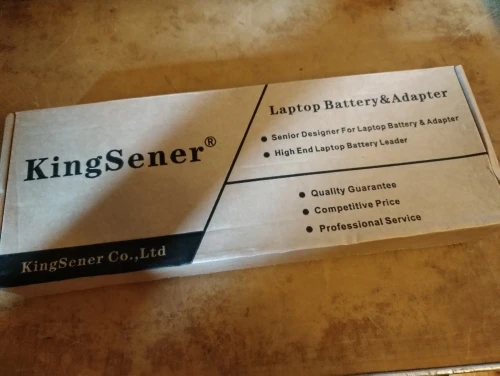 KingSener®
Laptop Battery&Adapter
● Senior Designer For Laptop Battery & Adapter
● High End Laptop Battery Leader
● Quality Guarantee
● Competitive Price
● Professional Service
KingSener Co.,Ltd